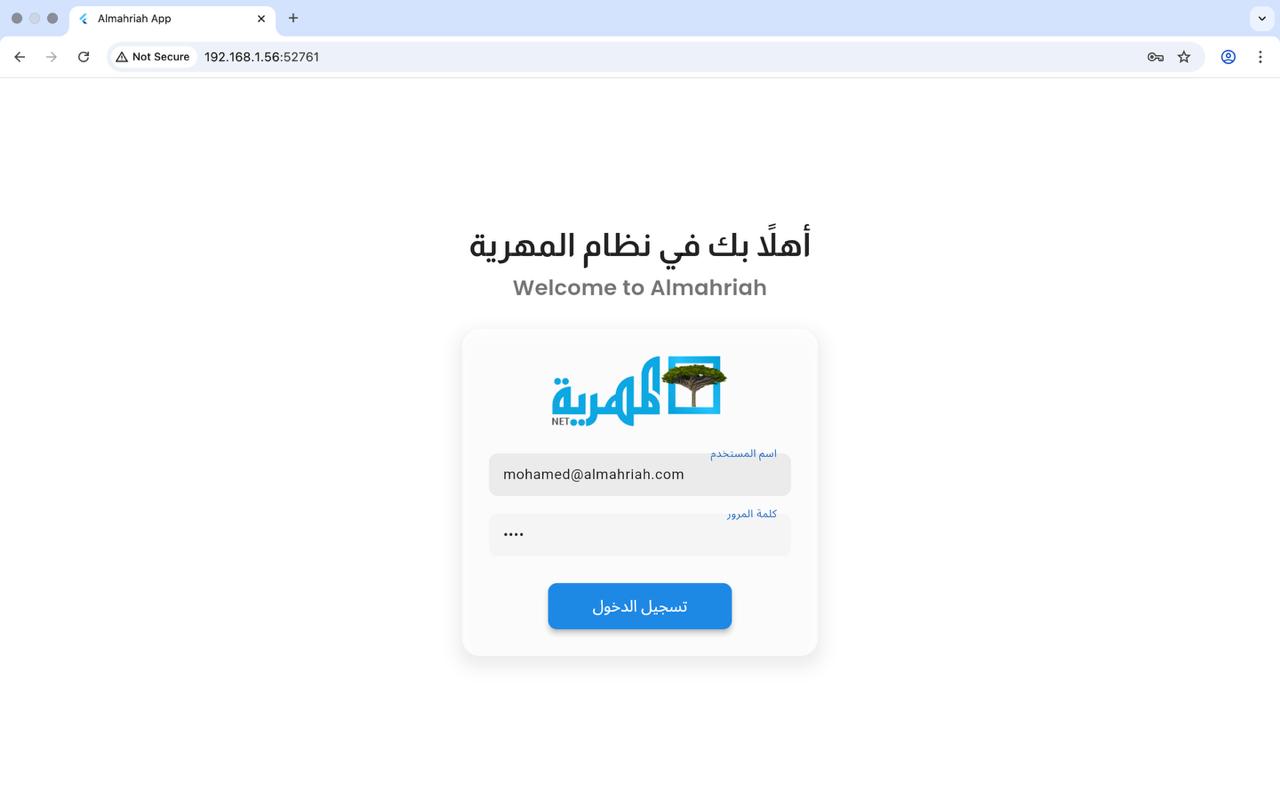 Almahriah App
Not Secure
192.168.1.56:52761
أهلاً بك في نظام المهرية
Welcome to Almahriah
المهرية
NET
اسم المستخدم
mohamed@almahriah.com
كلمة المرور
••••
تسجيل الدخول